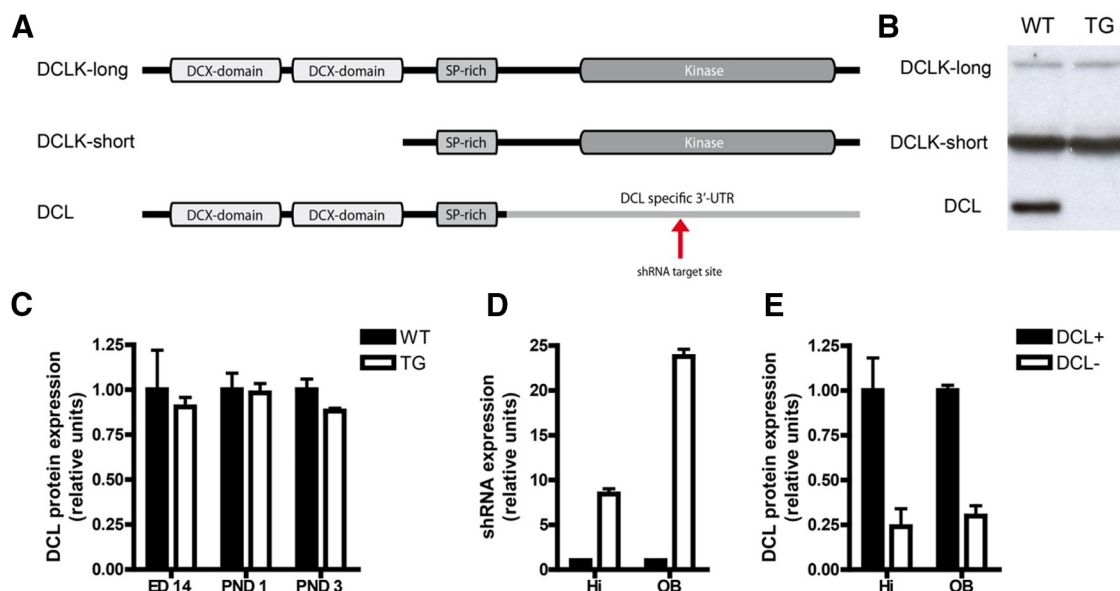 A
DCLK-long
DCX-domain
DCX-domain
SP-rich
Kinase
DCLK-short
SP-rich
Kinase
DCL
DCX-domain
DCX-domain
SP-rich
DCL specific 3′-UTR
shRNA target site
B
WT TG
DCLK-long
DCLK-short
DCL
C
WT
TG
DCL protein expression
(relative units)
1.25
1.00
0.75
0.50
0.25
0.00
ED 14 PND 1 PND 3
D
shRNA expression
(relative units)
25
20
15
10
5
0
Hi OB
E
DCL+
DCL-
DCL protein expression
(relative units)
1.25
1.00
0.75
0.50
0.25
0.00
Hi OB